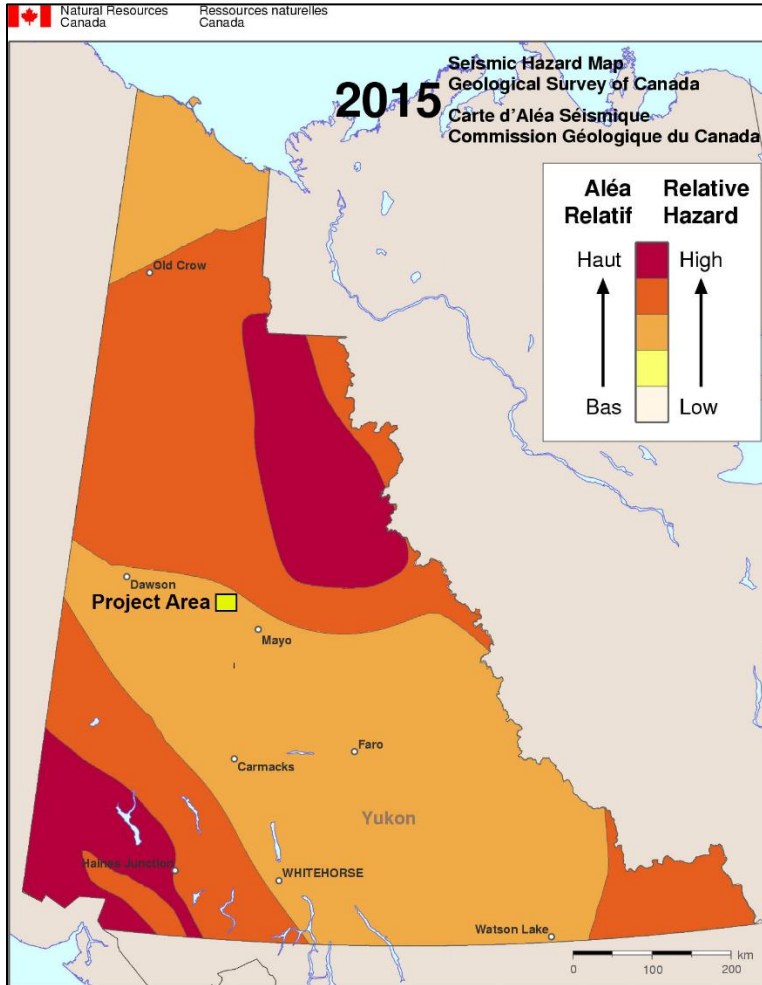 Natural Resources Canada
Ressources naturelles Canada
2015
Seismic Hazard Map
Geological Survey of Canada
Carte d'Aléa Séismique
Commission Géologique du Canada
Aléa Relatif
Relative Hazard
Haut
High
Bas
Low
Old Crow
Dawson
Project Area
Mayo
Faro
Carmacks
Yukon
Haines Junction
WHITEHORSE
Watson Lake
km
0 100 200